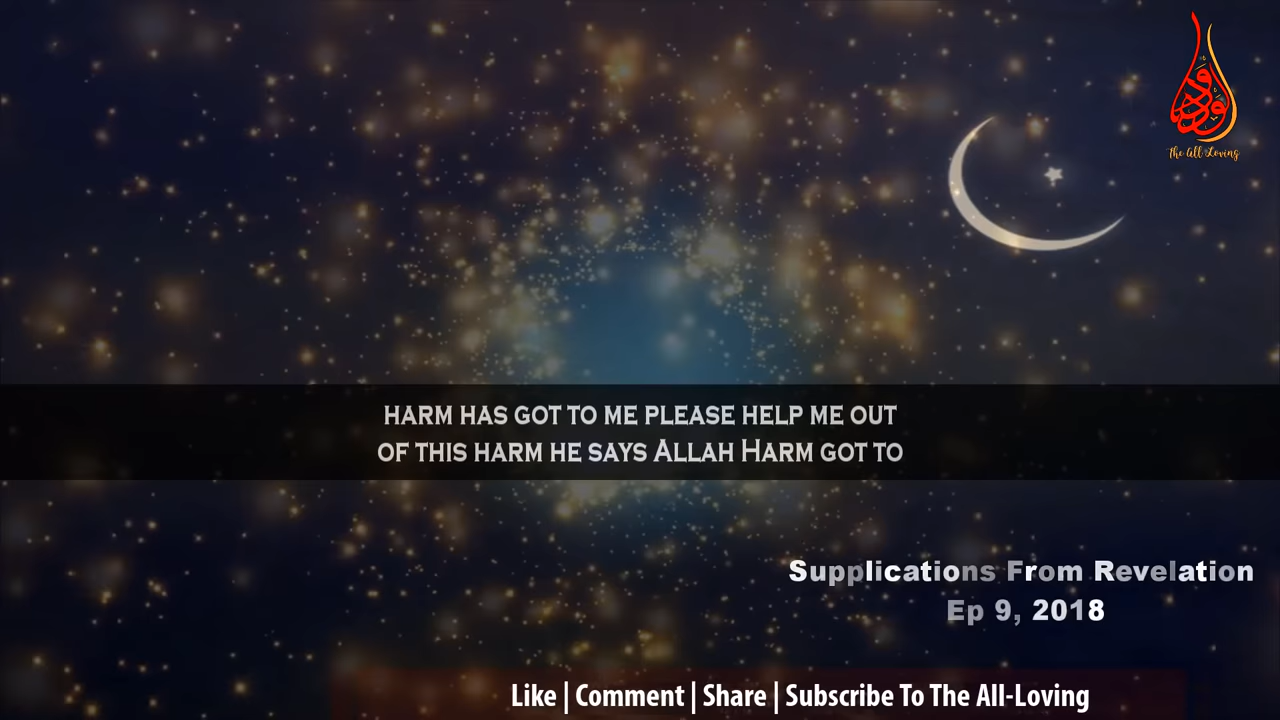 ودود
The All Loving
HARM HAS GOT TO ME PLEASE HELP ME OUT
OF THIS HARM HE SAYS ALLAH HARM GOT TO
Supplications From Revelation
Ep 9, 2018
Like | Comment | Share | Subscribe To The All-Loving